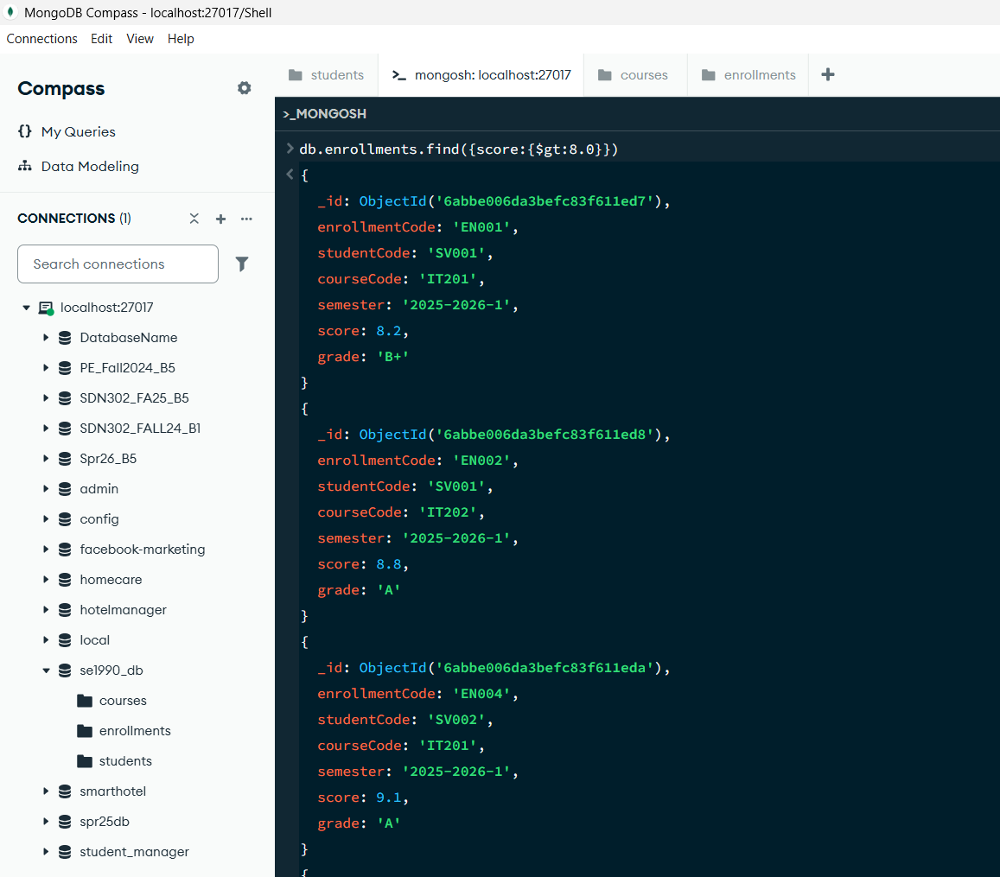 MongoDB Compass - localhost:27017/Shell
Connections Edit View Help
Compass
My Queries
Data Modeling
CONNECTIONS (1)
Search connections
localhost:27017
DatabaseName
PE_Fall2024_B5
SDN302_FA25_B5
SDN302_FALL24_B1
Spr26_B5
admin
config
facebook-marketing
homecare
hotelmanager
local
se1990_db
courses
enrollments
students
smarthotel
spr25db
student_manager
students >_ mongosh: localhost:27017 courses enrollments +
>_MONGOSH
> db.enrollments.find({score:{$gt:8.0}})
< {
_id: ObjectId('6abbe006da3befc83f611ed7'),
enrollmentCode: 'EN001',
studentCode: 'SV001',
courseCode: 'IT201',
semester: '2025-2026-1',
score: 8.2,
grade: 'B+'
}
{
_id: ObjectId('6abbe006da3befc83f611ed8'),
enrollmentCode: 'EN002',
studentCode: 'SV001',
courseCode: 'IT202',
semester: '2025-2026-1',
score: 8.8,
grade: 'A'
}
{
_id: ObjectId('6abbe006da3befc83f611eda'),
enrollmentCode: 'EN004',
studentCode: 'SV002',
courseCode: 'IT201',
semester: '2025-2026-1',
score: 9.1,
grade: 'A'
}
{